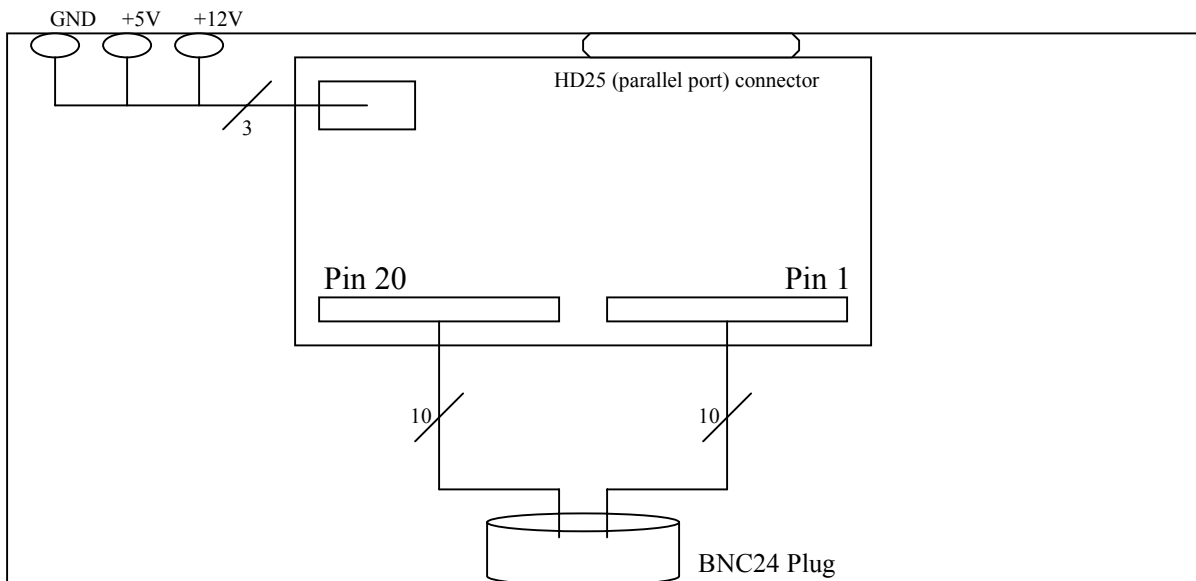 GND +5V +12V
HD25 (parallel port) connector
3
Pin 20 Pin 1
10 10
BNC24 Plug